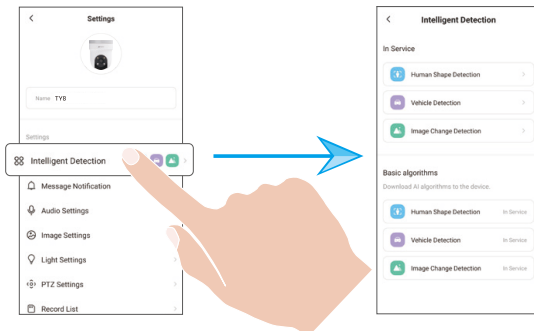 Settings
Name TYB
Settings
Intelligent Detection
Message Notification
Audio Settings
Image Settings
Light Settings
PTZ Settings
Record List
Intelligent Detection
In Service
Human Shape Detection
Vehicle Detection
Image Change Detection
Basic algorithms
Download AI algorithms to the device.
Human Shape Detection In Service
Vehicle Detection In Service
Image Change Detection In Service